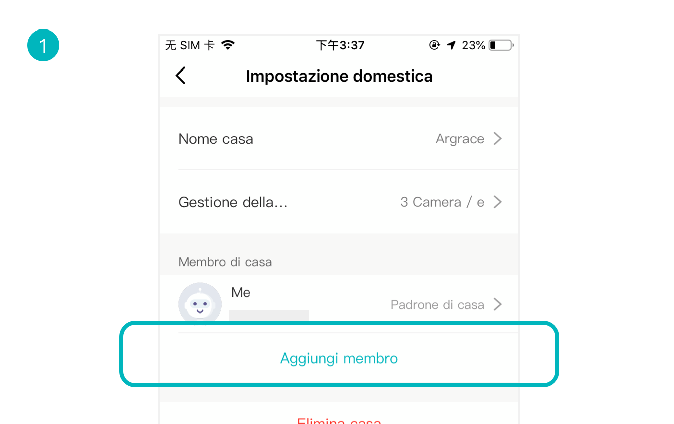 1
无 SIM 卡 下午3:37 23%
Impostazione domestica
Nome casa Argrace
Gestione della... 3 Camera / e
Membro di casa
Me
Padrone di casa
Aggiungi membro
Elimina casa